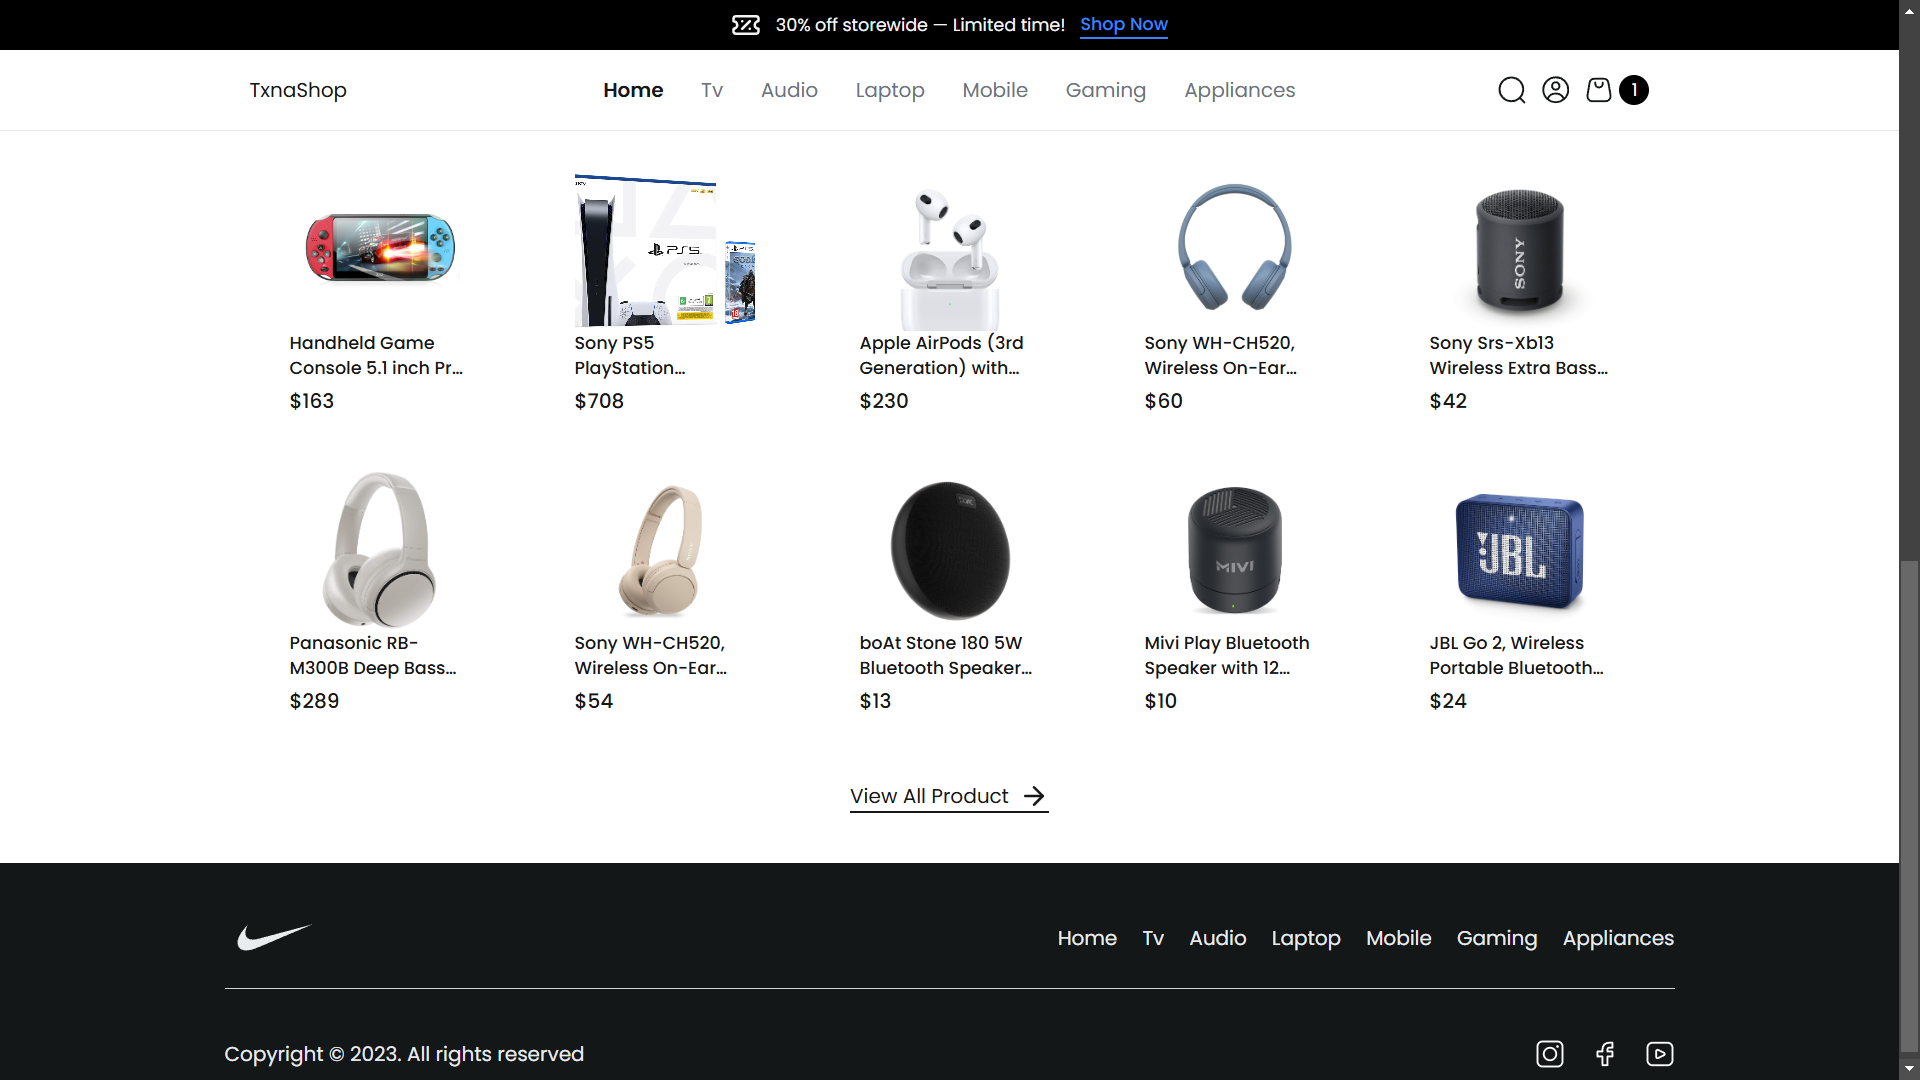 30% off storewide — Limited time! Shop Now
TxnaShop
Home Tv Audio Laptop Mobile Gaming Appliances
1
PS5
18
SONY
Handheld Game
Console 5.1 inch Pr...
$163
Sony PS5
PlayStation...
$708
Apple AirPods (3rd
Generation) with...
$230
Sony WH-CH520,
Wireless On-Ear...
$60
Sony Srs-Xb13
Wireless Extra Bass...
$42
MIVI
JBL
Panasonic RB-
M300B Deep Bass...
$289
Sony WH-CH520,
Wireless On-Ear...
$54
boAt Stone 180 5W
Bluetooth Speaker...
$13
Mivi Play Bluetooth
Speaker with 12...
$10
JBL Go 2, Wireless
Portable Bluetooth...
$24
View All Product
Home Tv Audio Laptop Mobile Gaming Appliances
Copyright © 2023. All rights reserved